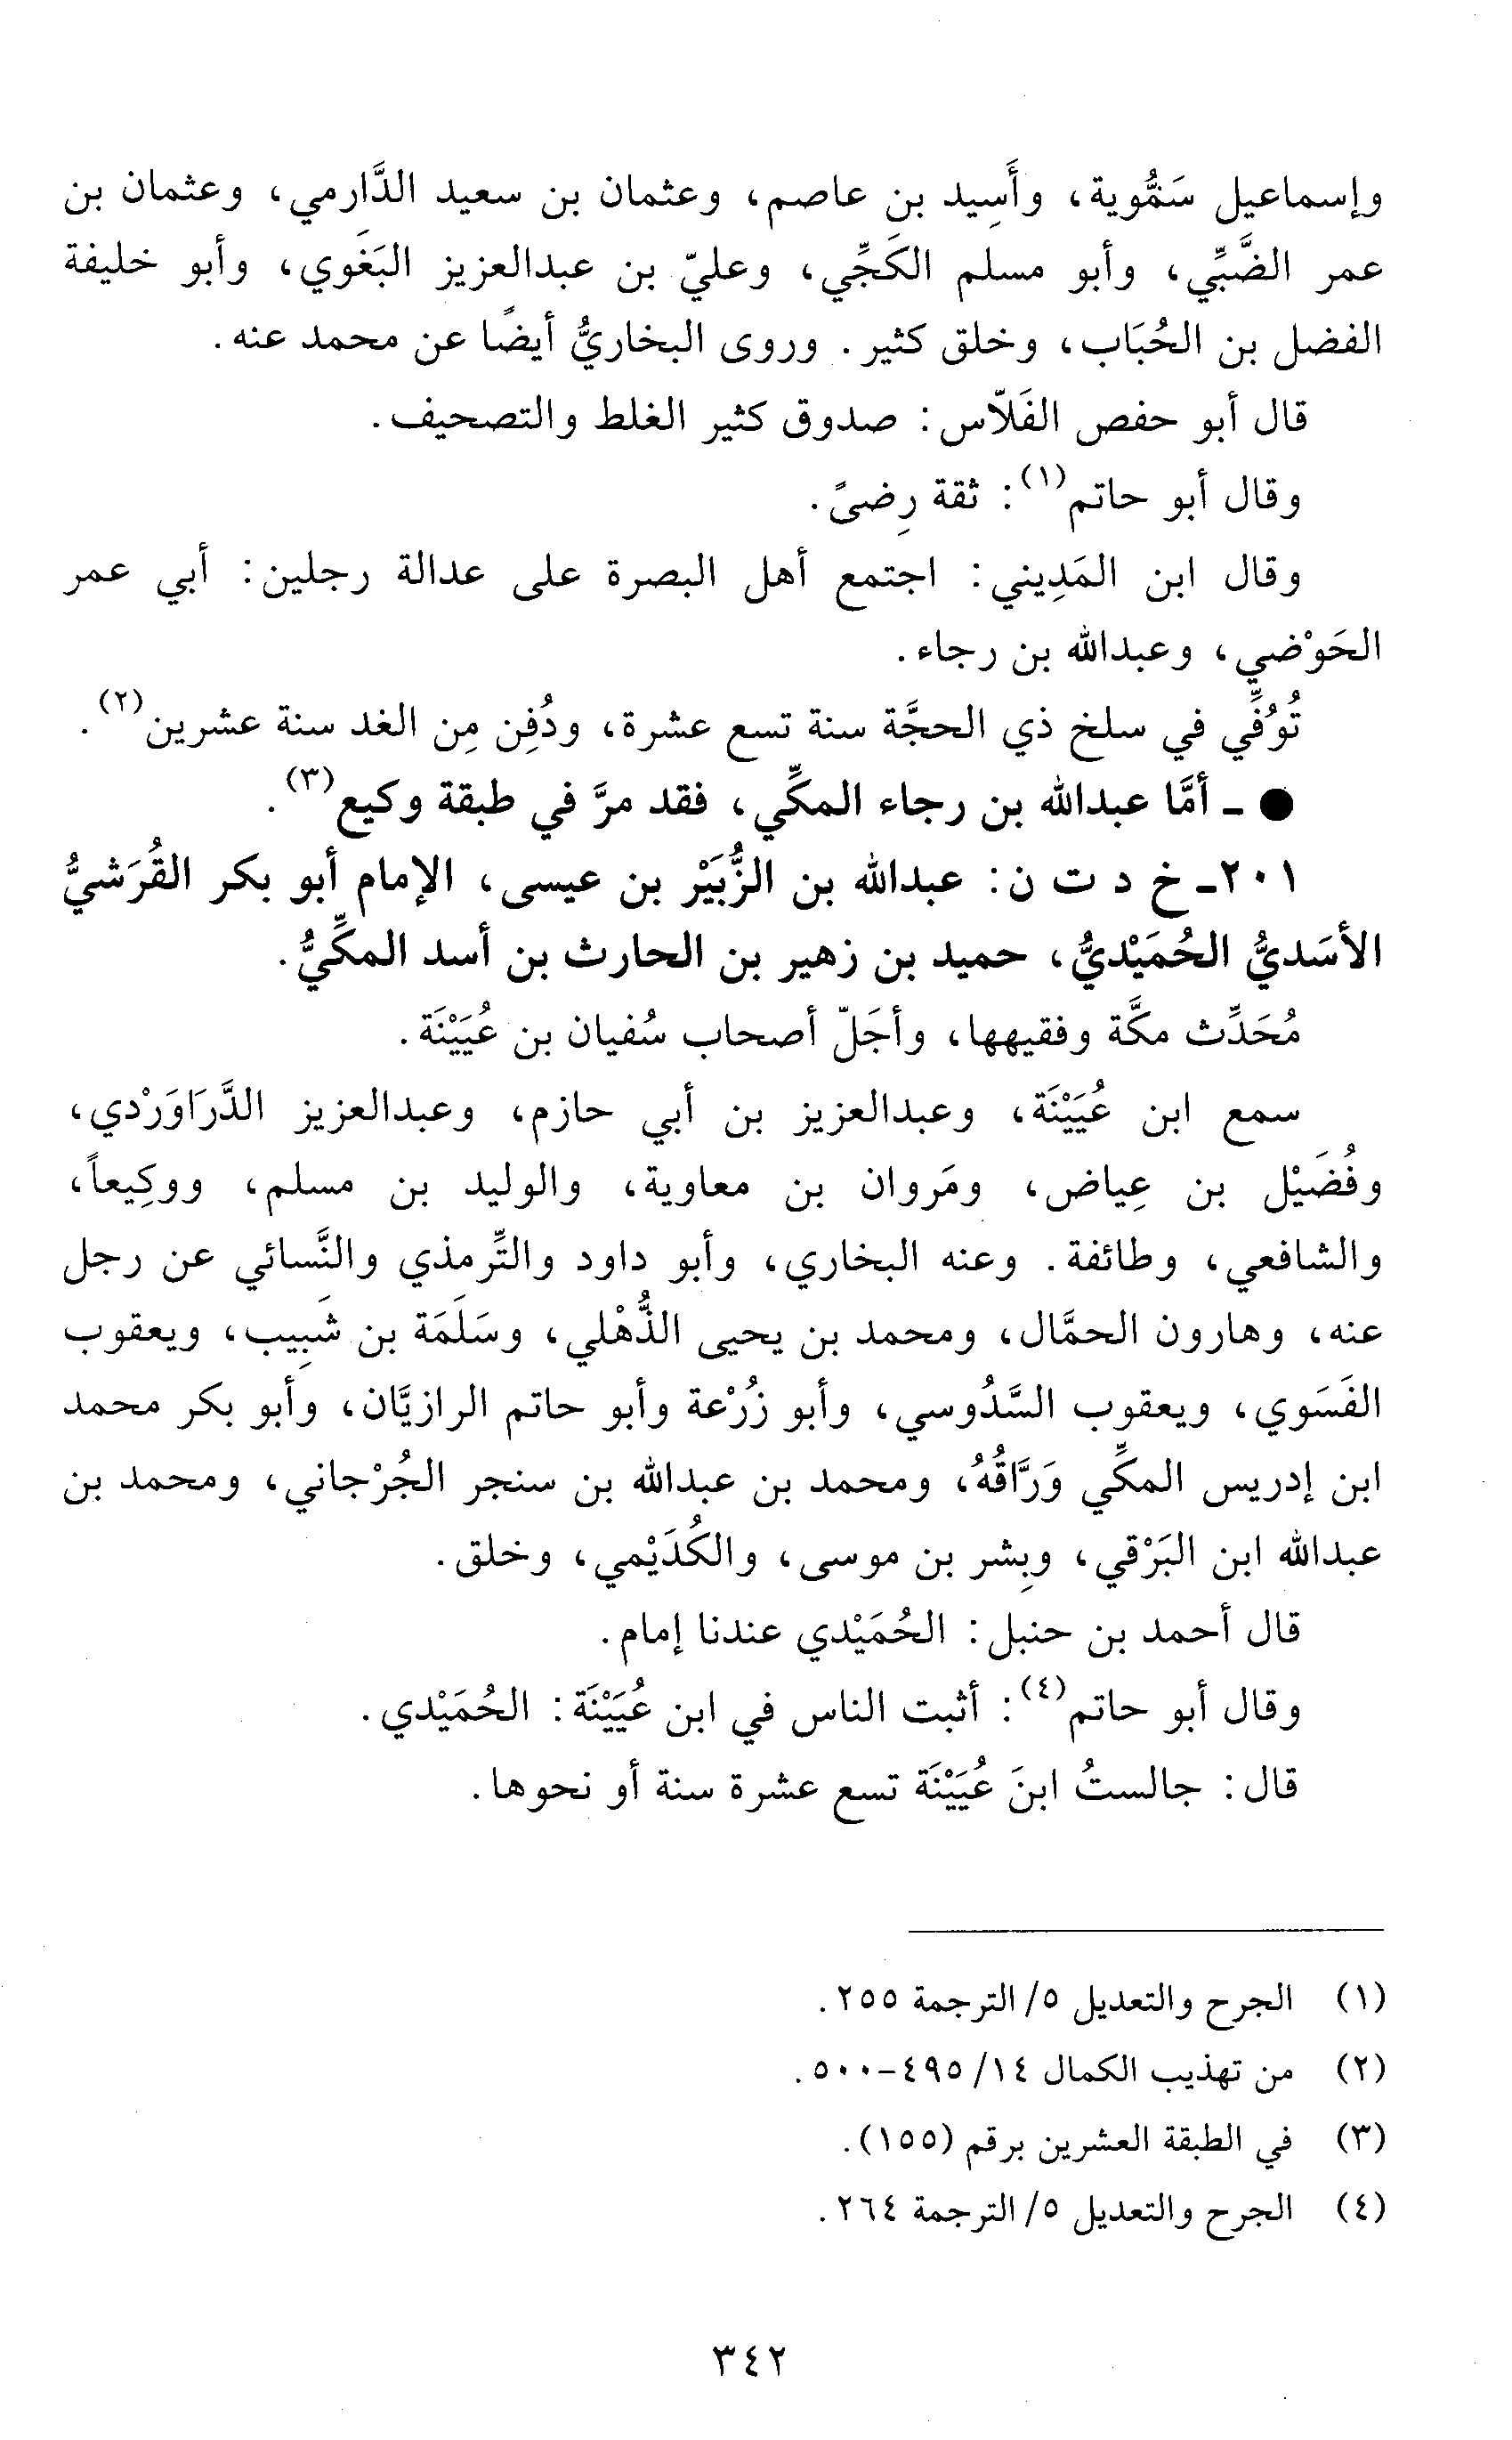 وإسماعيل سَمُّوية، وأَسِيد بن عاصم، وعثمان بن سعيد الدَّارمي، وعثمان بن
عمر الضَّبِّي، وأبو مسلم الكَجِّي، وعليّ بن عبدالعزيز البَغَوي، وأبو خليفة
الفضل بن الحُبَاب، وخلق كثير. وروى البخاريُّ أيضًا عن محمد عنه.
قال أبو حفص الفَلاّس: صدوق كثير الغلط والتصحيف.
وقال أبو حاتم(١): ثقة رِضىً.
وقال ابن المَدِيني: اجتمع أهل البصرة على عدالة رجلين: أبي عمر
الحَوْضي، وعبدالله بن رجاء.
تُوُفِّي في سلخ ذي الحجَّة سنة تسع عشرة، ودُفِن مِن الغد سنة عشرين(٢).
● ـ أمَّا عبدالله بن رجاء المكِّي، فقد مرَّ في طبقة وكيع(٣).
٢٠١ـ خ د ت ن: عبدالله بن الزُّبَيْر بن عيسى، الإمام أبو بكر القُرَشيُّ
الأسَديُّ الحُمَيْديُّ، حميد بن زهير بن الحارث بن أسد المكِّيُّ.
مُحَدِّث مكَّة وفقيهها، وأجَلّ أصحاب سُفيان بن عُيَيْنَة.
سمع ابن عُيَيْنَة، وعبدالعزيز بن أبي حازم، وعبدالعزيز الدَّرَاوَرْدي،
وفُضَيْل بن عِياض، ومَروان بن معاوية، والوليد بن مسلم، ووكِيعاً،
والشافعي، وطائفة. وعنه البخاري، وأبو داود والتِّرمذي والنَّسائي عن رجل
عنه، وهارون الحمَّال، ومحمد بن يحيى الذُّهْلي، وسَلَمَة بن شَبِيب، ويعقوب
الفَسَوي، ويعقوب السَّدُوسي، وأبو زُرْعة وأبو حاتم الرازيَّان، وأبو بكر محمد
ابن إدريس المكِّي وَرَّاقُهُ، ومحمد بن عبدالله بن سنجر الجُرْجاني، ومحمد بن
عبدالله ابن البَرْقي، وبِشر بن موسى، والكُدَيْمي، وخلق.
قال أحمد بن حنبل: الحُمَيْدي عندنا إمام.
وقال أبو حاتم(٤): أثبت الناس في ابن عُيَيْنَة: الحُمَيْدي.
قال: جالستُ ابنَ عُيَيْنَة تسع عشرة سنة أو نحوها.
(١) الجرح والتعديل ٥/ الترجمة ٢٥٥.
(٢) من تهذيب الكمال ١٤/ ٤٩٥-٥٠٠.
(٣) في الطبقة العشرين برقم (١٥٥).
(٤) الجرح والتعديل ٥/ الترجمة ٢٦٤.
٣٤٢